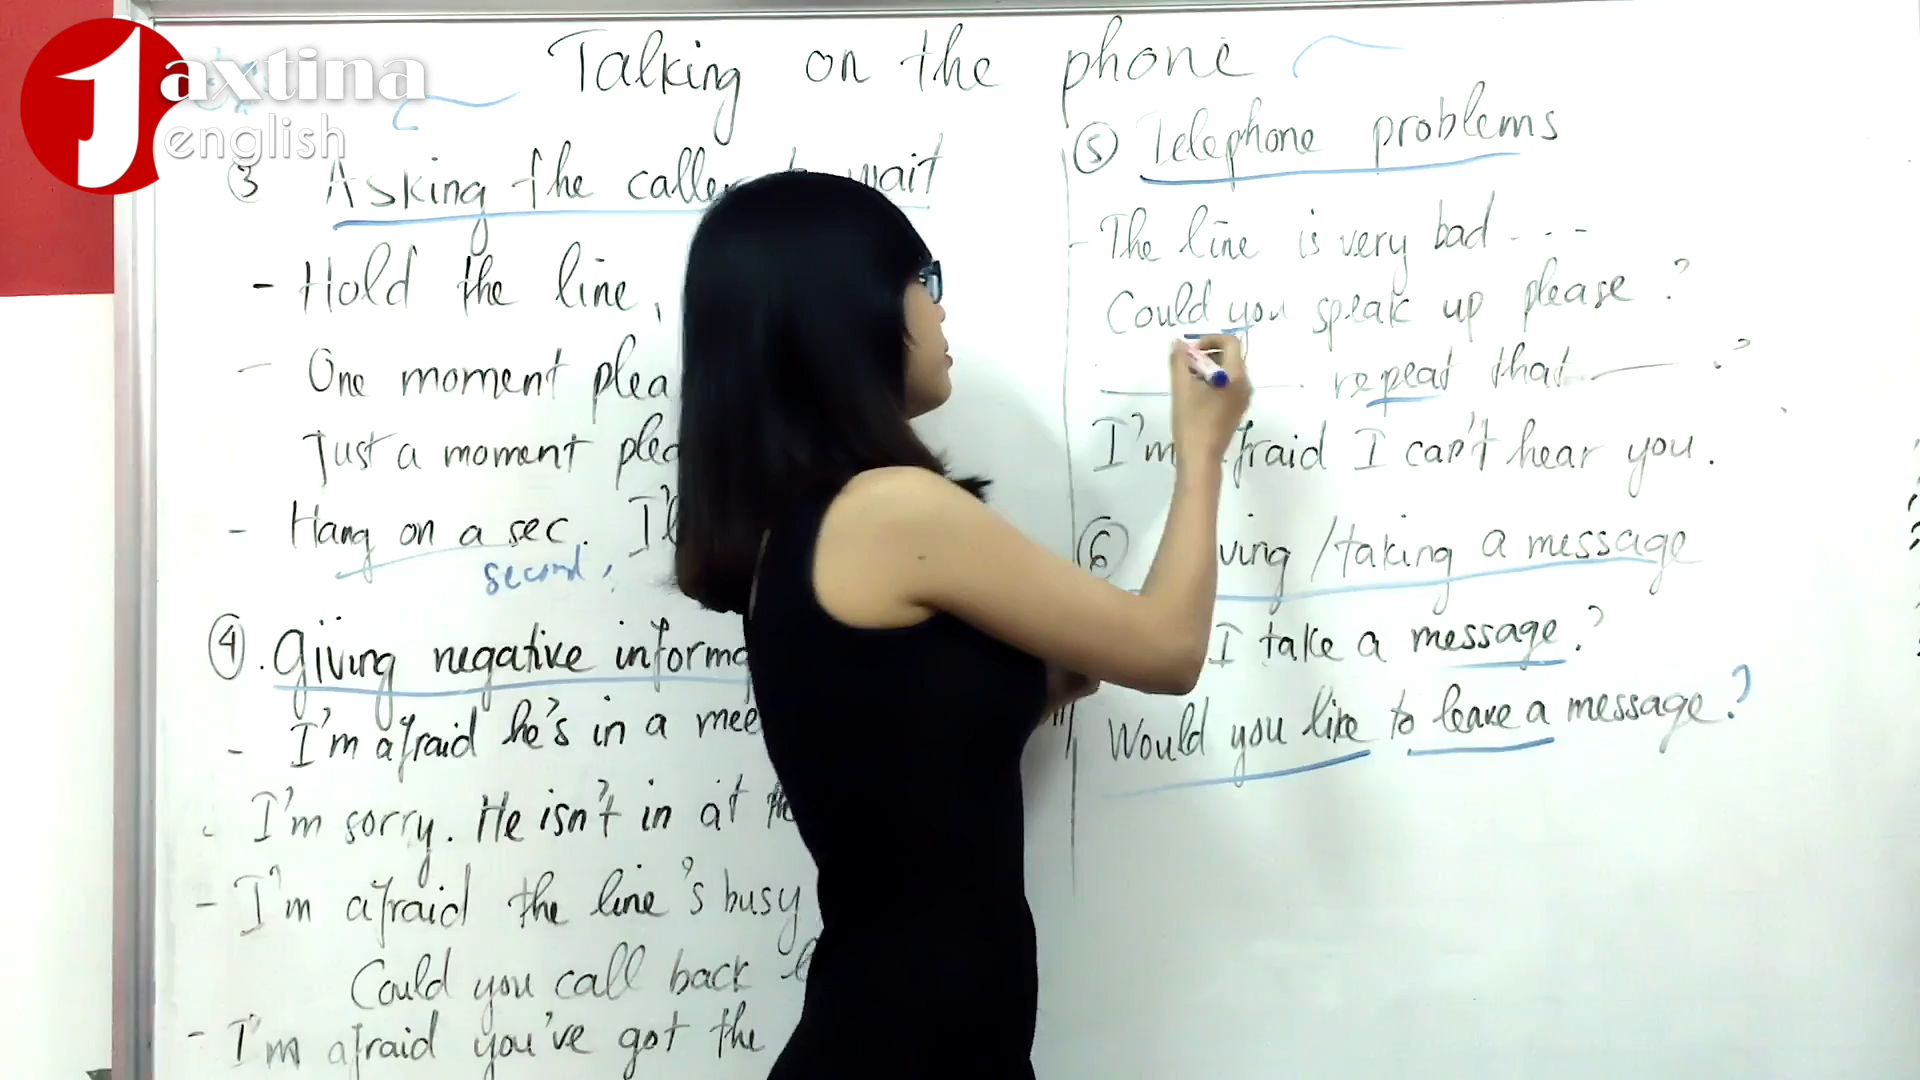 Jaxtina
english
Talking on the phone
3 Asking the caller to wait
- Hold the line,
- One moment plea
Just a moment plea
- Hang on a sec. I'l
second,
4. Giving negative informa
- I'm afraid he's in a mee
- I'm sorry. He isn't in at the
- I'm afraid the line's busy
Could you call back
- I'm afraid you've got the
5 Telephone problems
- The line is very bad ...
Could you speak up please?
repeat that ?
I'm afraid I can't hear you.
6 ving / taking a message
I take a message?
Would you like to leave a message?